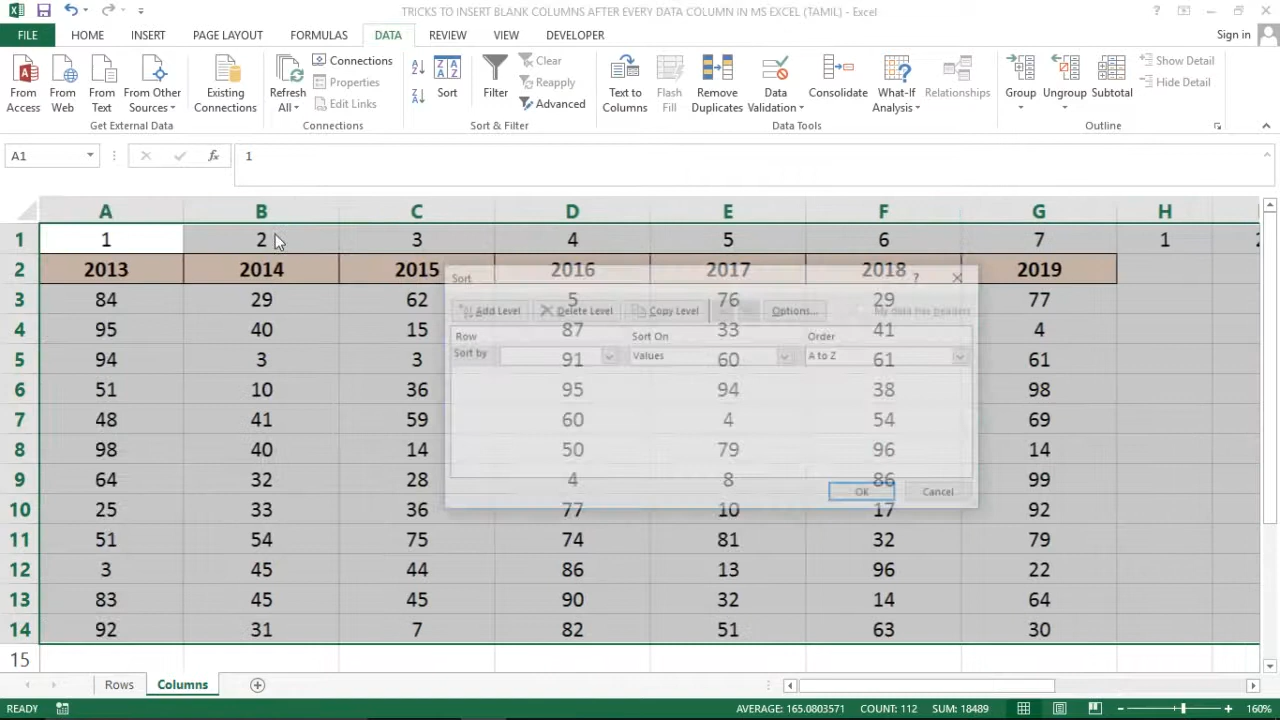 TRICKS TO INSERT BLANK COLUMNS AFTER EVERY DATA COLUMN IN MS EXCEL (TAMIL) - Excel
FILE HOME INSERT PAGE LAYOUT FORMULAS DATA REVIEW VIEW DEVELOPER Sign in
From Access
From Web
From Text
From Other Sources
Get External Data
Existing Connections
Refresh All
Connections
Properties
Edit Links
Connections
Sort
Filter
Clear
Reapply
Advanced
Sort & Filter
Text to Columns
Flash Fill
Remove Duplicates
Data Validation
Consolidate
What-If Analysis
Relationships
Data Tools
Group
Ungroup
Subtotal
Show Detail
Hide Detail
Outline
A1 fx 1
A B C D E F G H
1 1 2 3 4 5 6 7 1
2 2013 2014 2015 2016 2017 2018 2019
3 84 29 62 5 76 29 77
4 95 40 15 87 33 41 4
5 94 3 3 91 60 61 61
6 51 10 36 95 94 38 98
7 48 41 59 60 4 54 69
8 98 40 14 50 79 96 14
9 64 32 28 4 8 86 99
10 25 33 36 77 10 17 92
11 51 54 75 74 81 32 79
12 3 45 44 86 13 96 22
13 83 45 45 90 32 14 64
14 92 31 7 82 51 63 30
15
Sort ?
Add Level Delete Level Copy Level Options... My data has headers
Row Sort On Order
Sort by Values A to Z
OK Cancel
Rows Columns
READY AVERAGE: 165.0803571 COUNT: 112 SUM: 18489 160%